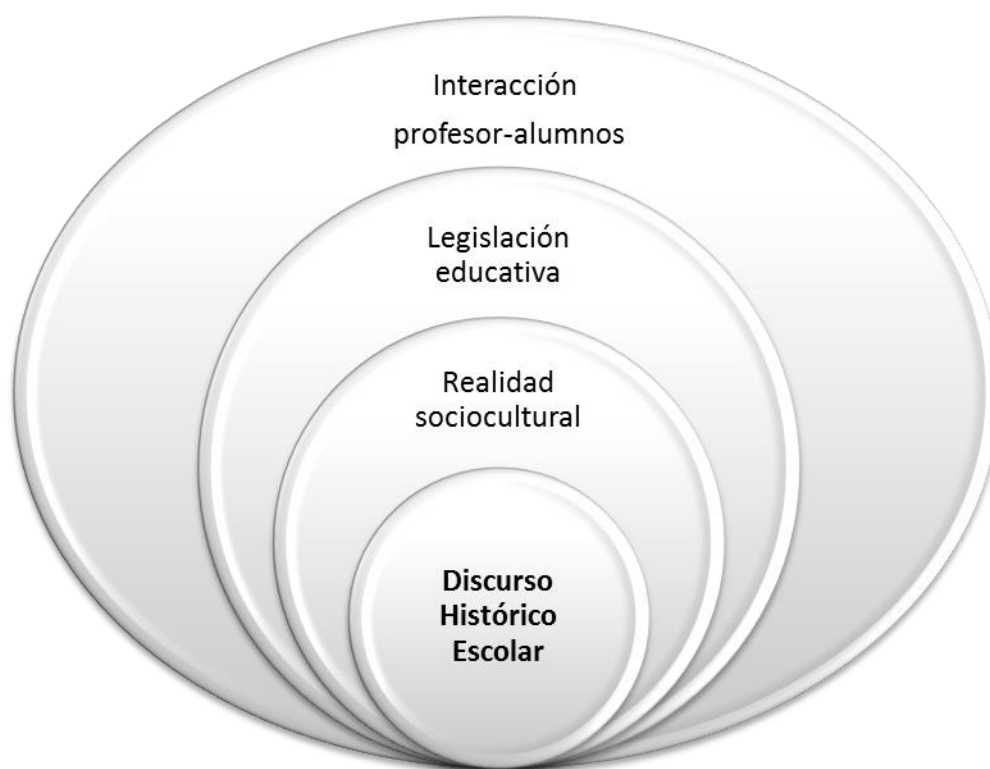 Interacción
profesor-alumnos
Legislación
educativa
Realidad
sociocultural
Discurso
Histórico
Escolar